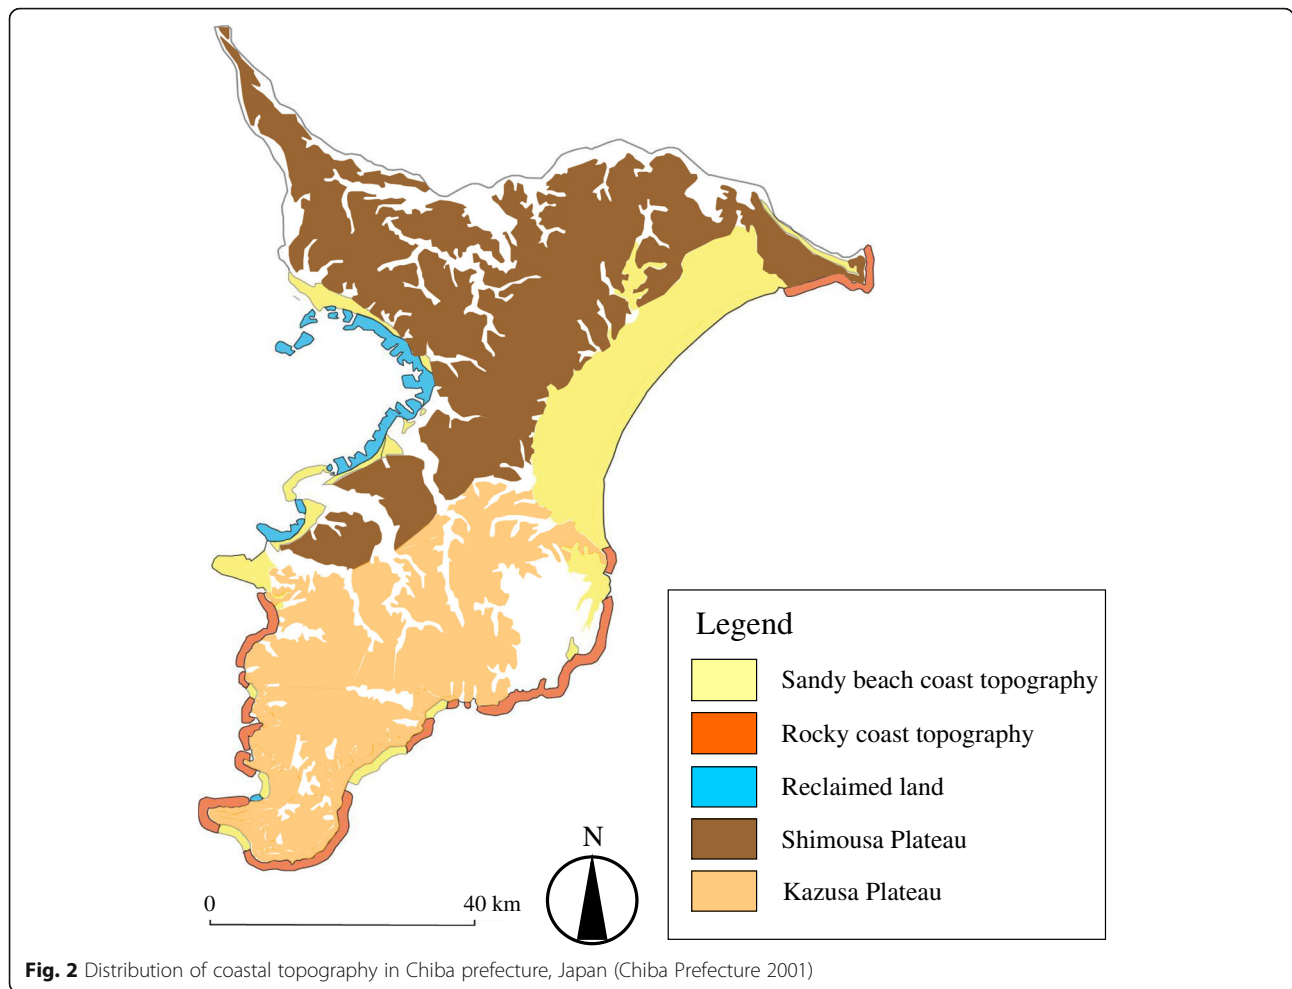 Legend
Sandy beach coast topography
Rocky coast topography
Reclaimed land
Shimousa Plateau
Kazusa Plateau
N
0 40 km
Fig. 2 Distribution of coastal topography in Chiba prefecture, Japan (Chiba Prefecture 2001)